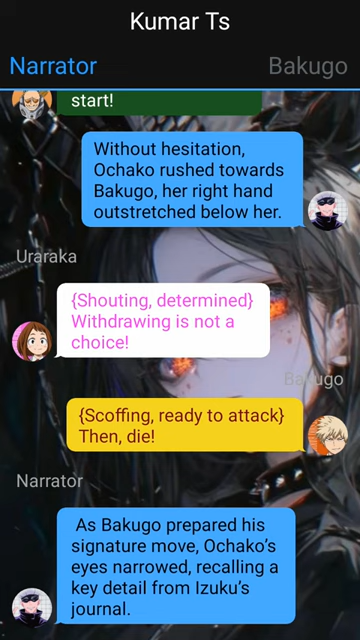 Kumar Ts
Narrator
Bakugo
start!
Without hesitation,
Ochako rushed towards
Bakugo, her right hand
outstretched below her.
Uraraka
{Shouting, determined}
Withdrawing is not a
choice!
Bakugo
{Scoffing, ready to attack}
Then, die!
Narrator
As Bakugo prepared his
signature move, Ochako’s
eyes narrowed, recalling a
key detail from Izuku’s
journal.